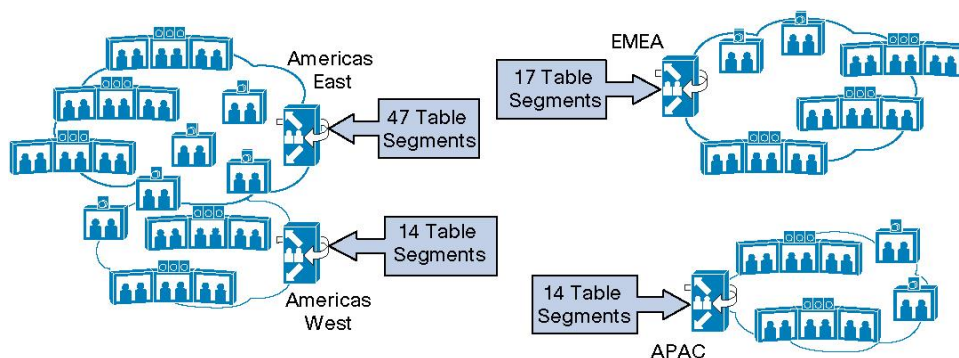 Americas
East
47 Table
Segments
14 Table
Segments
Americas
West
EMEA
17 Table
Segments
14 Table
Segments
APAC